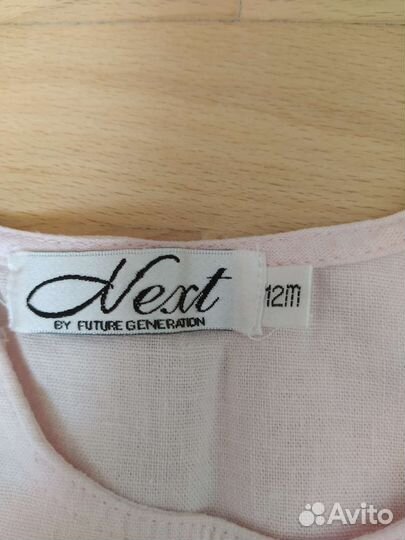 Next
BY FUTURE GENERATION
12m
Avito